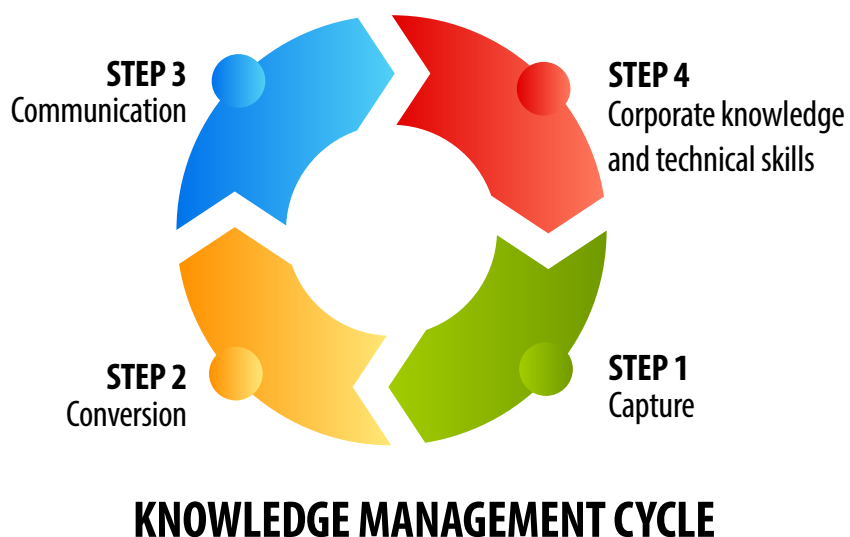 STEP 3
Communication
STEP 4
Corporate knowledge
and technical skills
STEP 2
Conversion
STEP 1
Capture
KNOWLEDGE MANAGEMENT CYCLE